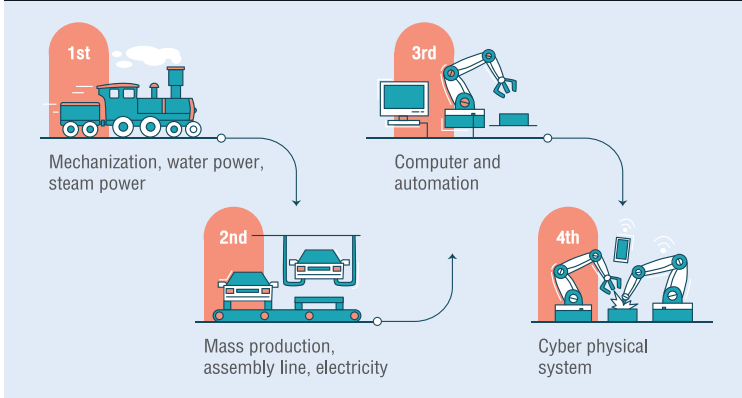 1st
Mechanization, water power,
steam power
2nd
Mass production,
assembly line, electricity
3rd
Computer and
automation
4th
Cyber physical
system